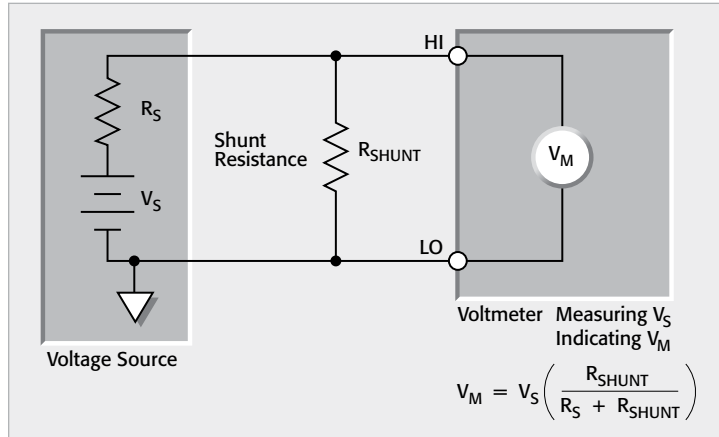 HI
R_S
Shunt
Resistance
R_SHUNT
V_M
V_S
LO
Voltage Source
Voltmeter Measuring V_S
Indicating V_M
V_M = V_S ( R_SHUNT / R_S + R_SHUNT )